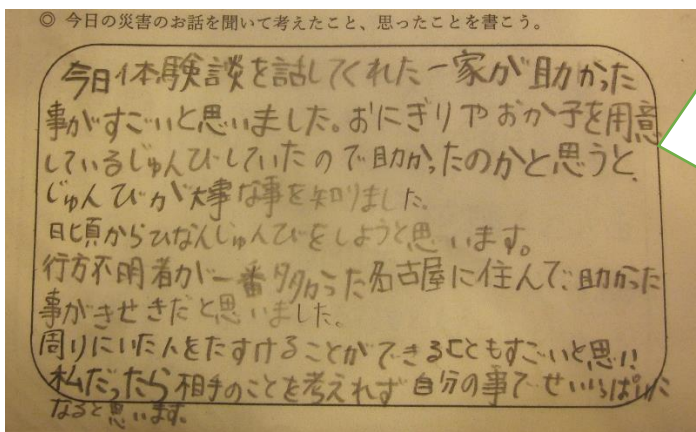 ◎ 今日の災害のお話を聞いて考えたこと、思ったことを書こう。
今日体験談を話してくれた一家が助かった
事がすごいと思いました。おにぎりやおか子を用意
しているじゅんびしていたので助かったのかと思うと、
じゅんびが大事な事を知りました。
日頃からひなんじゅんびをしようと思います。
行方不明者が一番多かった名古屋に住んで、助かった
事がきせきだと思いました。
周りにいた人をたすけることができることもすごいと思い
私だったら相手のことを考えれず自分の事でせいいっぱいに
なると思います。